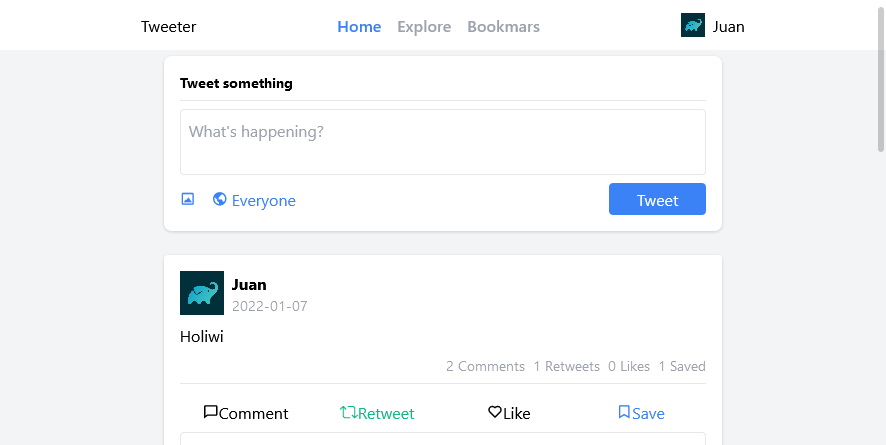 Tweeter Home Explore Bookmars Juan
Tweet something
What's happening?
Everyone Tweet
Juan
2022-01-07
Holiwi
2 Comments 1 Retweets 0 Likes 1 Saved
Comment Retweet Like Save